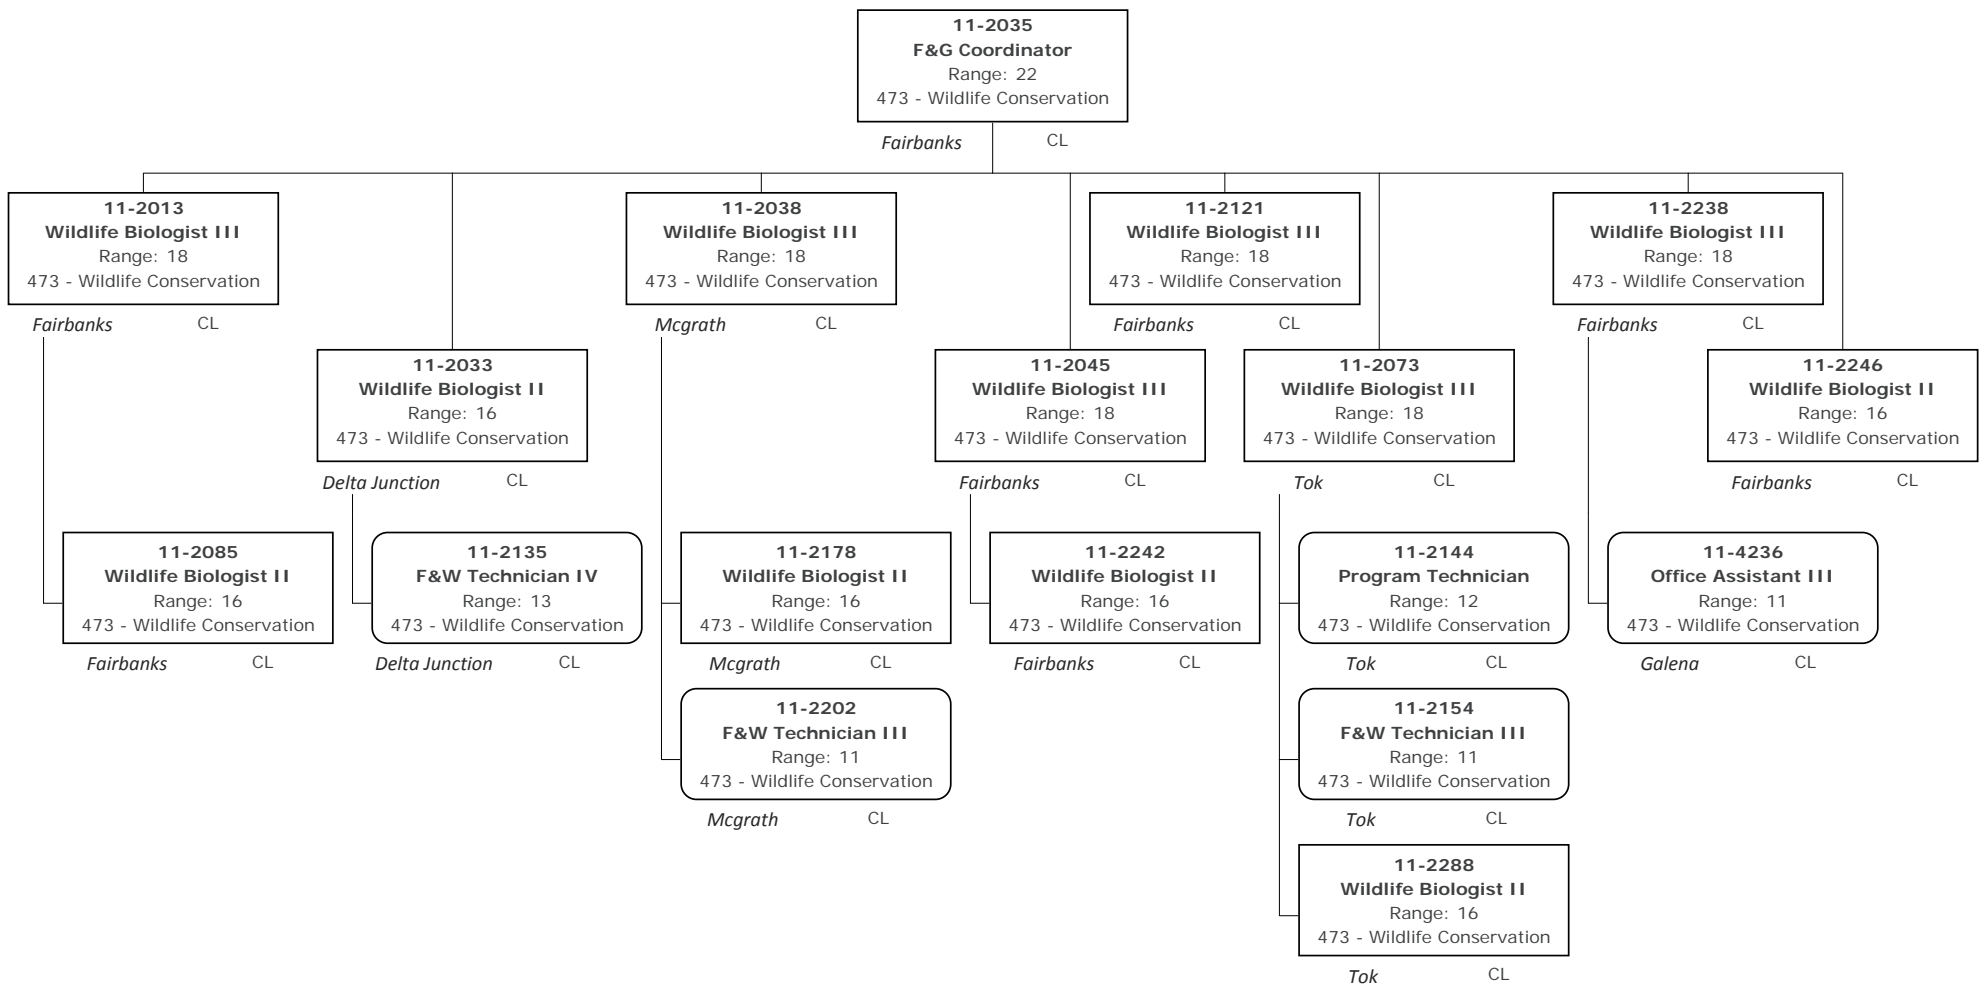 11-2035
F&G Coordinator
Range: 22
473 - Wildlife Conservation
Fairbanks CL
11-2013
Wildlife Biologist III
Range: 18
473 - Wildlife Conservation
Fairbanks CL
11-2038
Wildlife Biologist III
Range: 18
473 - Wildlife Conservation
Mcgrath CL
11-2121
Wildlife Biologist III
Range: 18
473 - Wildlife Conservation
Fairbanks CL
11-2238
Wildlife Biologist III
Range: 18
473 - Wildlife Conservation
Fairbanks CL
11-2033
Wildlife Biologist II
Range: 16
473 - Wildlife Conservation
Delta Junction CL
11-2045
Wildlife Biologist III
Range: 18
473 - Wildlife Conservation
Fairbanks CL
11-2073
Wildlife Biologist III
Range: 18
473 - Wildlife Conservation
Tok CL
11-2246
Wildlife Biologist II
Range: 16
473 - Wildlife Conservation
Fairbanks CL
11-2085
Wildlife Biologist II
Range: 16
473 - Wildlife Conservation
Fairbanks CL
11-2135
F&W Technician IV
Range: 13
473 - Wildlife Conservation
Delta Junction CL
11-2178
Wildlife Biologist II
Range: 16
473 - Wildlife Conservation
Mcgrath CL
11-2242
Wildlife Biologist II
Range: 16
473 - Wildlife Conservation
Fairbanks CL
11-2144
Program Technician
Range: 12
473 - Wildlife Conservation
Tok CL
11-4236
Office Assistant III
Range: 11
473 - Wildlife Conservation
Galena CL
11-2202
F&W Technician III
Range: 11
473 - Wildlife Conservation
Mcgrath CL
11-2154
F&W Technician III
Range: 11
473 - Wildlife Conservation
Tok CL
11-2288
Wildlife Biologist II
Range: 16
473 - Wildlife Conservation
Tok CL